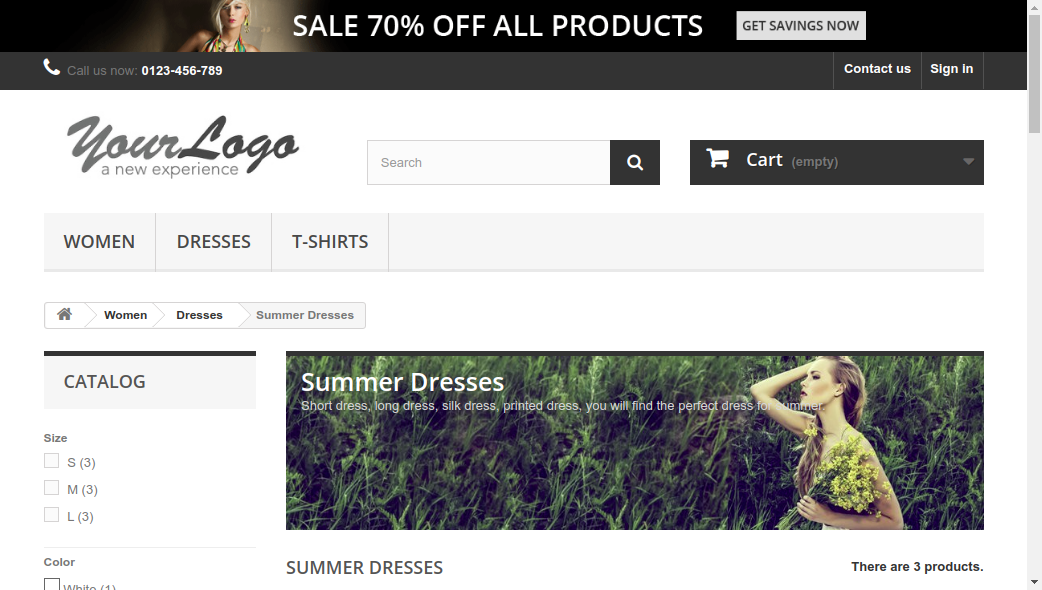 SALE 70% OFF ALL PRODUCTS
GET SAVINGS NOW
Call us now: 0123-456-789
Contact us
Sign in
YourLogo
a new experience
Search
Cart (empty)
WOMEN
DRESSES
T-SHIRTS
Women
Dresses
Summer Dresses
CATALOG
Size
S (3)
M (3)
L (3)
Color
White (1)
Summer Dresses
Short dress, long dress, silk dress, printed dress, you will find the perfect dress for summer.
SUMMER DRESSES
There are 3 products.